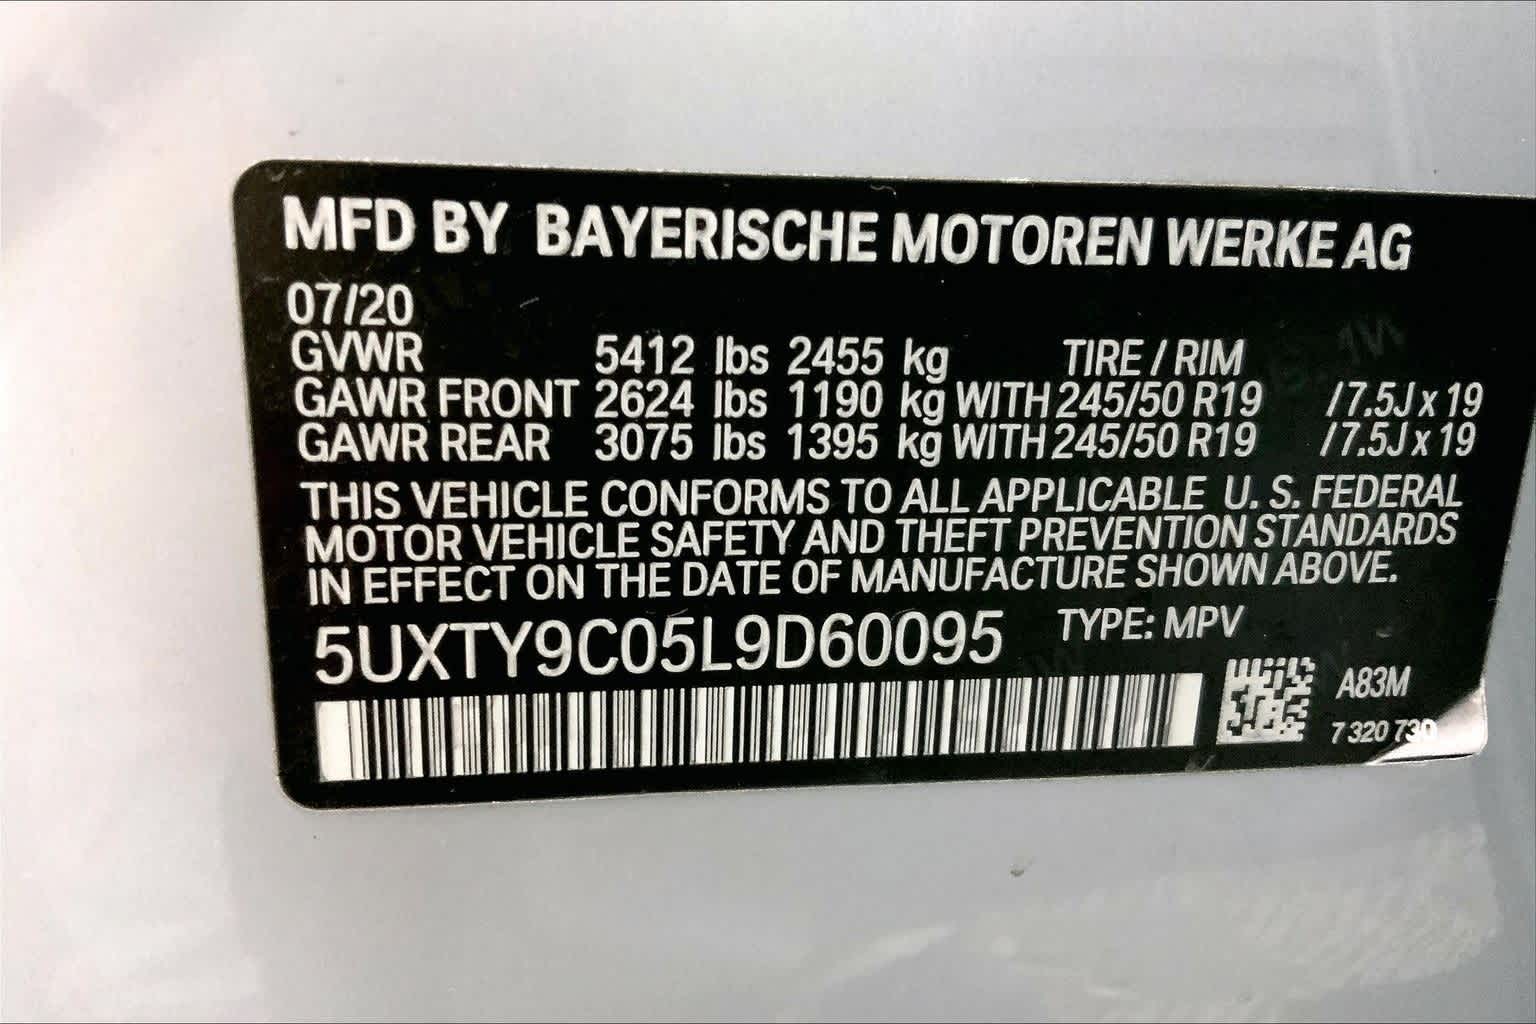 MFD BY BAYERISCHE MOTOREN WERKE AG
07/20
GVWR 5412 lbs 2455 kg TIRE / RIM
GAWR FRONT 2624 lbs 1190 kg WITH 245/50 R19 /7.5J x 19
GAWR REAR 3075 lbs 1395 kg WITH 245/50 R19 /7.5J x 19
THIS VEHICLE CONFORMS TO ALL APPLICABLE U. S. FEDERAL
MOTOR VEHICLE SAFETY AND THEFT PREVENTION STANDARDS
IN EFFECT ON THE DATE OF MANUFACTURE SHOWN ABOVE.
5UXTY9C05L9D60095 TYPE: MPV
A83M
7 320 730